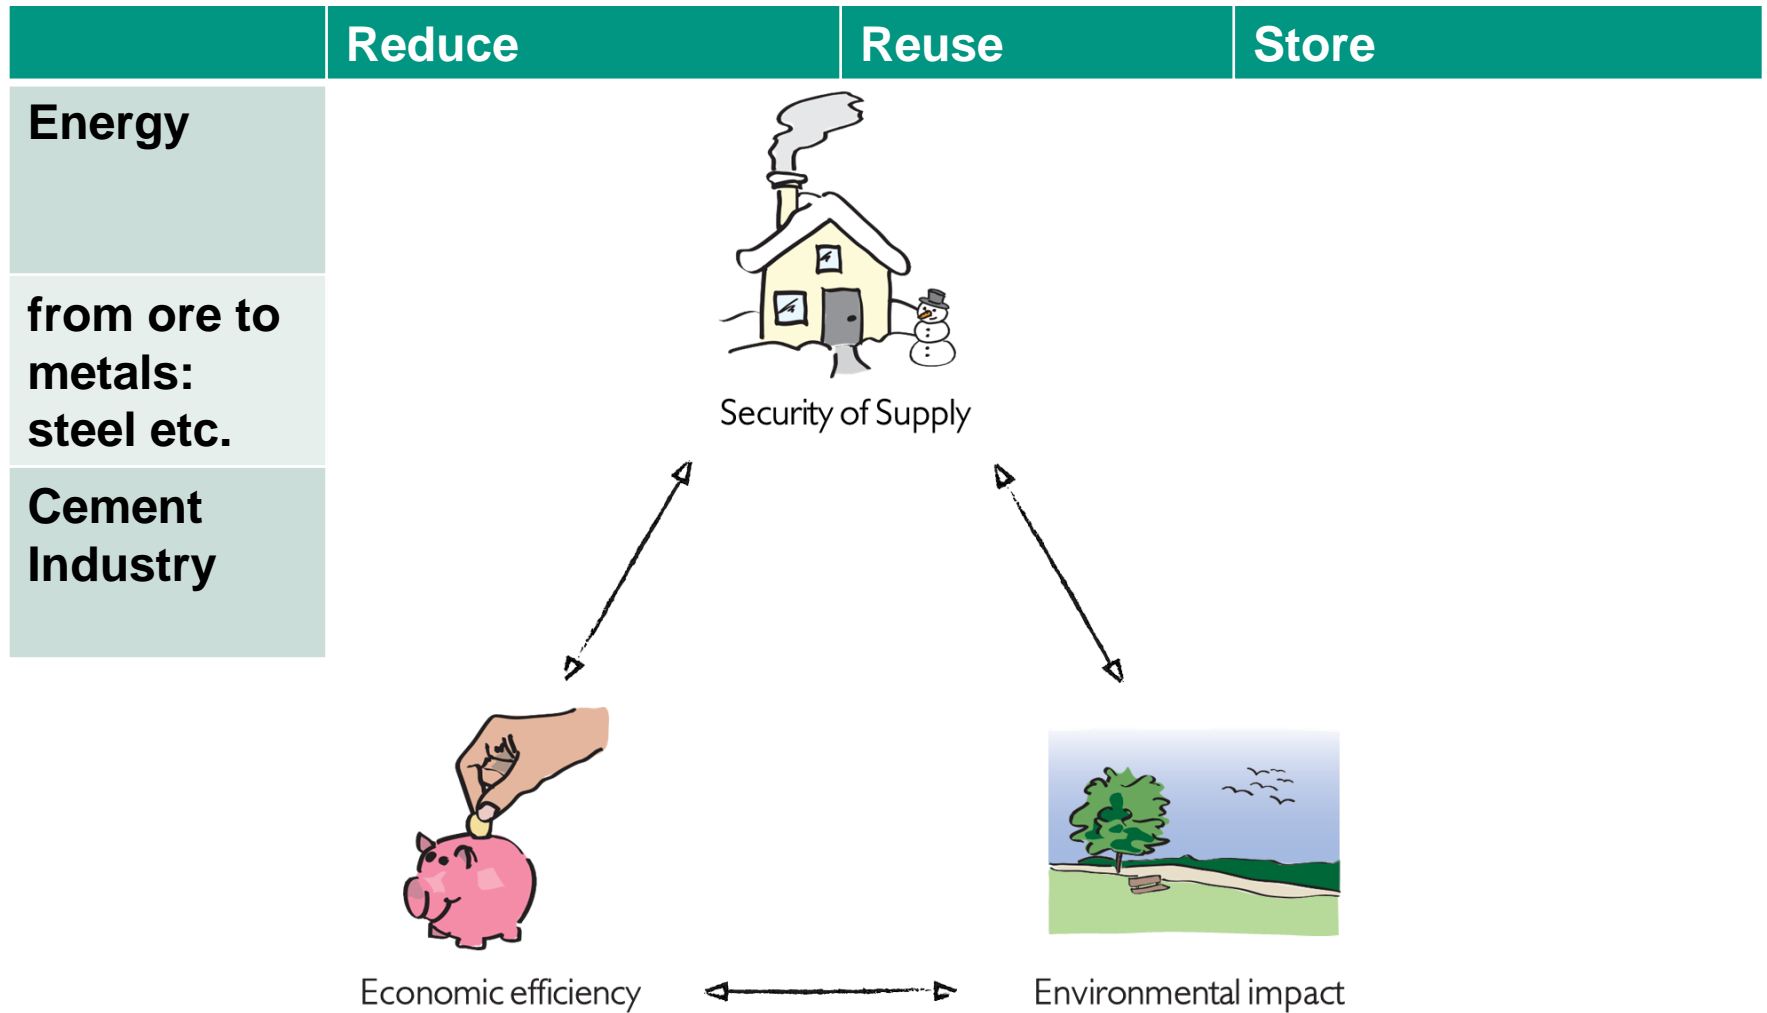 Reduce
Reuse
Store
Energy
from ore to
metals:
steel etc.
Cement
Industry
Security of Supply
Economic efficiency
Environmental impact